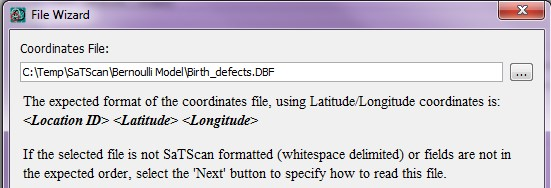 File Wizard
Coordinates File:
C:\Temp\SaTScan\Bernoulli Model\Birth_defects.DBF
...
The expected format of the coordinates file, using Latitude/Longitude coordinates is:
<Location ID> <Latitude> <Longitude>
If the selected file is not SaTScan formatted (whitespace delimited) or fields are not in
the expected order, select the 'Next' button to specify how to read this file.